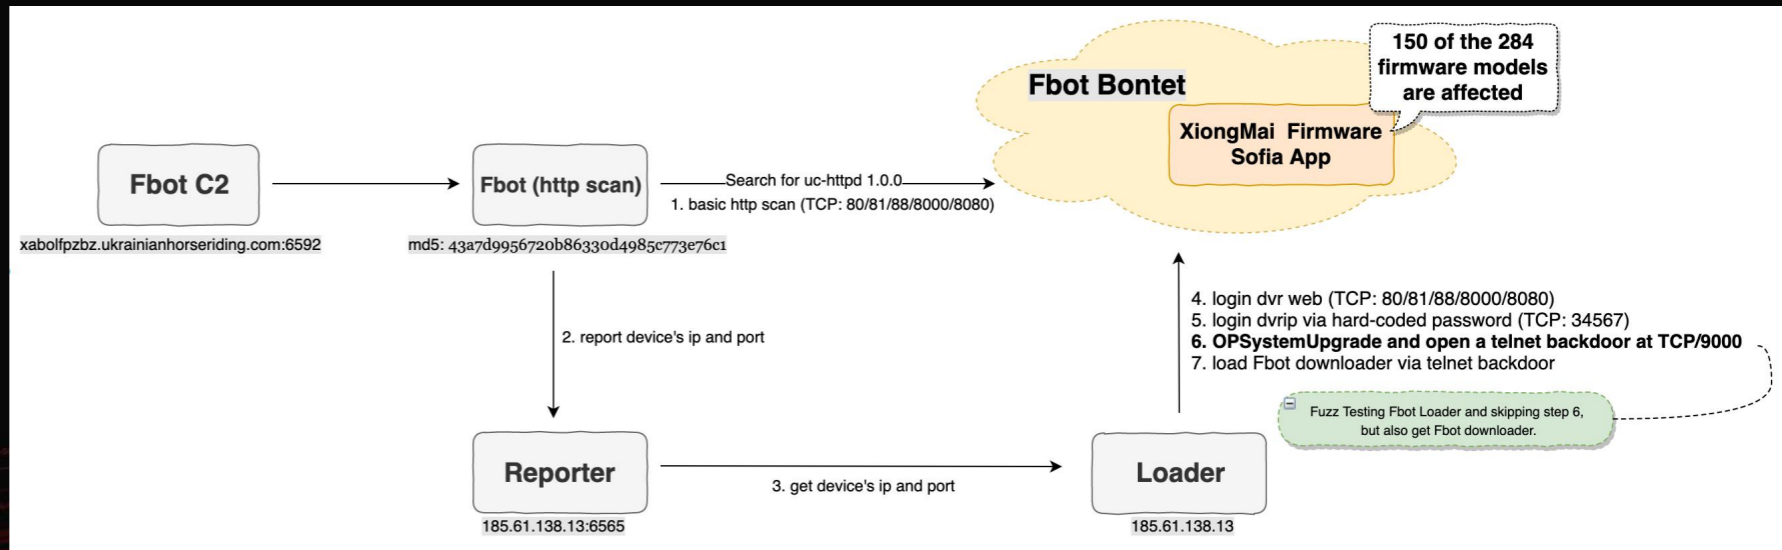 150 of the 284
firmware models
are affected
Fbot Bontet
XiongMai Firmware
Sofia App
Fbot C2
xabolfpzbz.ukrainianhorseriding.com:6592
Fbot (http scan)
md5: 43a7d9956720b86330d4985c773e76c1
Search for uc-httpd 1.0.0
1. basic http scan (TCP: 80/81/88/8000/8080)
2. report device's ip and port
4. login dvr web (TCP: 80/81/88/8000/8080)
5. login dvrip via hard-coded password (TCP: 34567)
6. OPSystemUpgrade and open a telnet backdoor at TCP/9000
7. load Fbot downloader via telnet backdoor
Fuzz Testing Fbot Loader and skipping step 6,
but also get Fbot downloader.
Reporter
185.61.138.13:6565
3. get device's ip and port
Loader
185.61.138.13